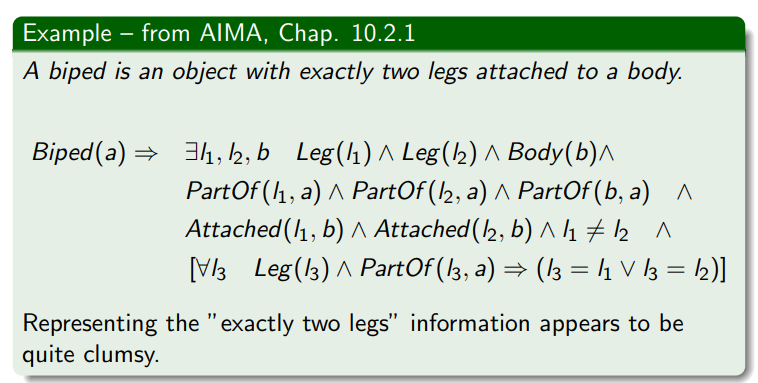 Example – from AIMA, Chap. 10.2.1
A biped is an object with exactly two legs attached to a body.
Biped(a) ⇒ ∃l₁, l₂, b Leg(l₁) ∧ Leg(l₂) ∧ Body(b)∧
PartOf(l₁, a) ∧ PartOf(l₂, a) ∧ PartOf(b, a) ∧
Attached(l₁, b) ∧ Attached(l₂, b) ∧ l₁ ≠ l₂ ∧
[∀l₃ Leg(l₃) ∧ PartOf(l₃, a) ⇒ (l₃ = l₁ ∨ l₃ = l₂)]
Representing the "exactly two legs" information appears to be
quite clumsy.